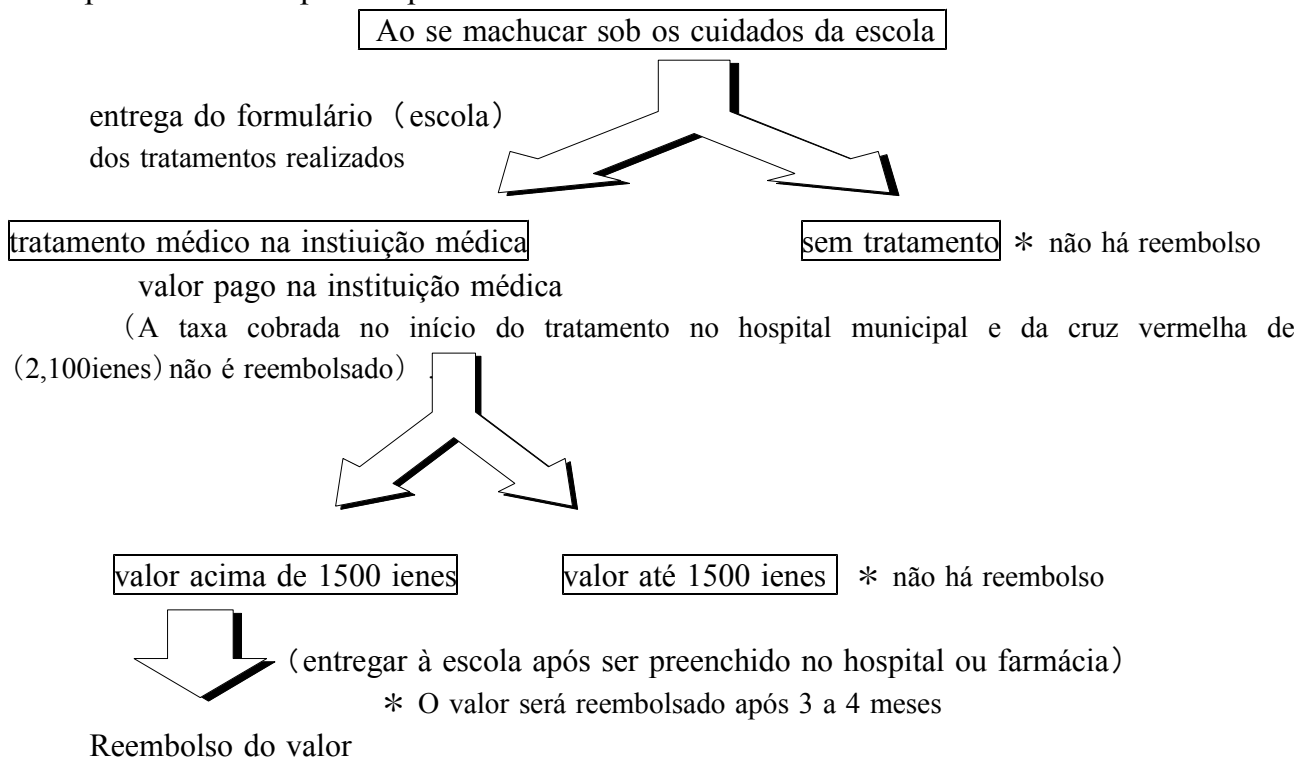 Ao se machucar sob os cuidados da escola
entrega do formulário（escola）
dos tratamentos realizados
tratamento médico na instiuição médica
sem tratamento ＊ não há reembolso
valor pago na instituição médica
（A taxa cobrada no início do tratamento no hospital municipal e da cruz vermelha de
（2,100ienes）não é reembolsado）.
valor acima de 1500 ienes
valor até 1500 ienes ＊ não há reembolso
（entregar à escola após ser preenchido no hospital ou farmácia）
＊ O valor será reembolsado após 3 a 4 meses
Reembolso do valor